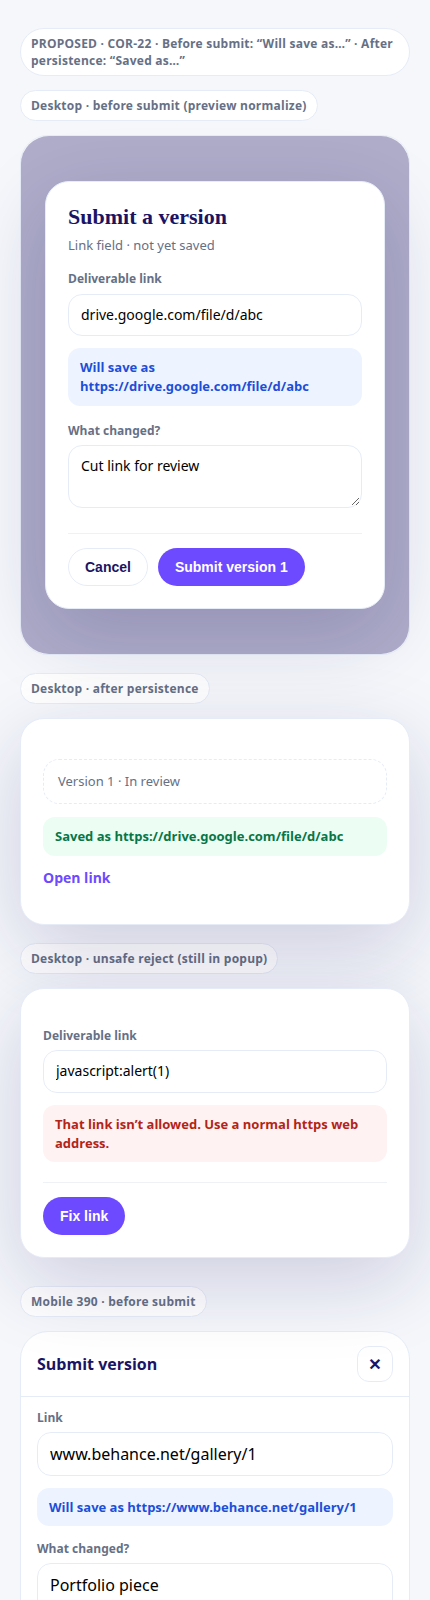 PROPOSED · COR-22 · Before submit: “Will save as…” · After
persistence: “Saved as…”
Desktop · before submit (preview normalize)
Submit a version
Link field · not yet saved
Deliverable link
drive.google.com/file/d/abc
Will save as
https://drive.google.com/file/d/abc
What changed?
Cut link for review
Cancel
Submit version 1
Desktop · after persistence
Version 1 · In review
Saved as https://drive.google.com/file/d/abc
Open link
Desktop · unsafe reject (still in popup)
Deliverable link
javascript:alert(1)
That link isn’t allowed. Use a normal https web
address.
Fix link
Mobile 390 · before submit
Submit version
✕
Link
www.behance.net/gallery/1
Will save as https://www.behance.net/gallery/1
What changed?
Portfolio piece